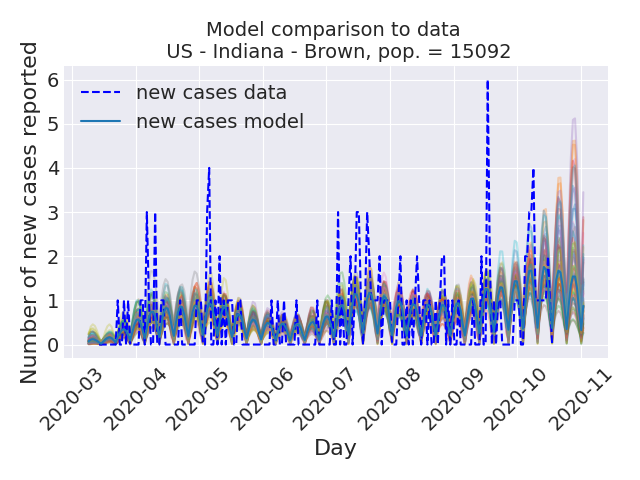 Model comparison to data
US - Indiana - Brown, pop. = 15092
Number of new cases reported
6
5
4
3
2
1
0
new cases data
new cases model
2020-03
2020-04
2020-05
2020-06
2020-07
2020-08
2020-09
2020-10
2020-11
Day